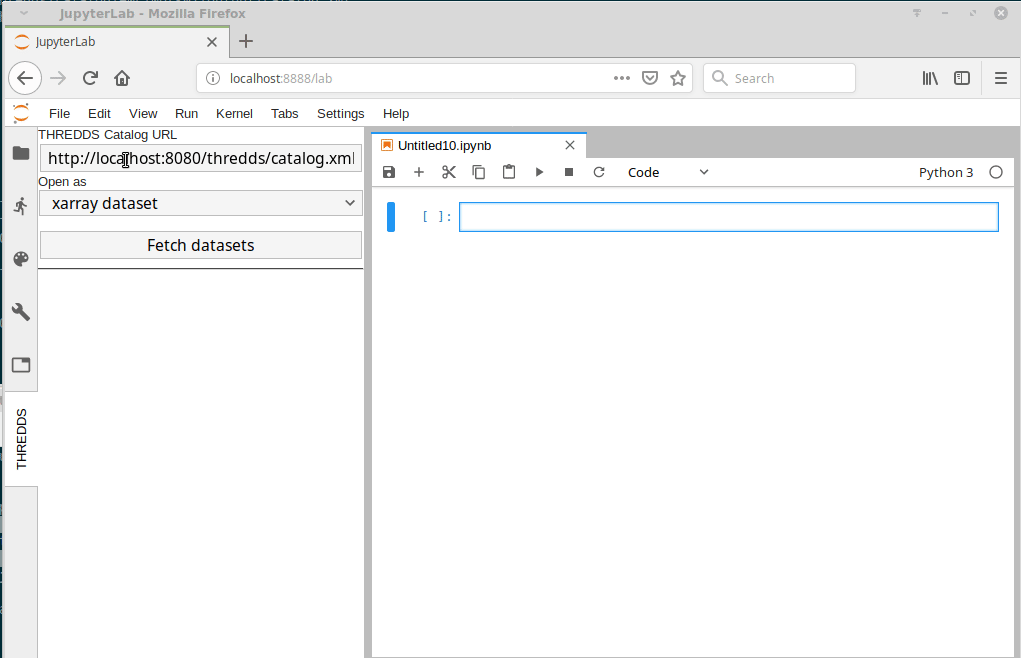 JupyterLab - Mozilla Firefox
JupyterLab
localhost:8888/lab
Search
File Edit View Run Kernel Tabs Settings Help
THREDDS Catalog URL
http://localhost:8080/thredds/catalog.xml
Open as
xarray dataset
Fetch datasets
THREDDS
Untitled10.ipynb
Code
Python 3
[ ]: